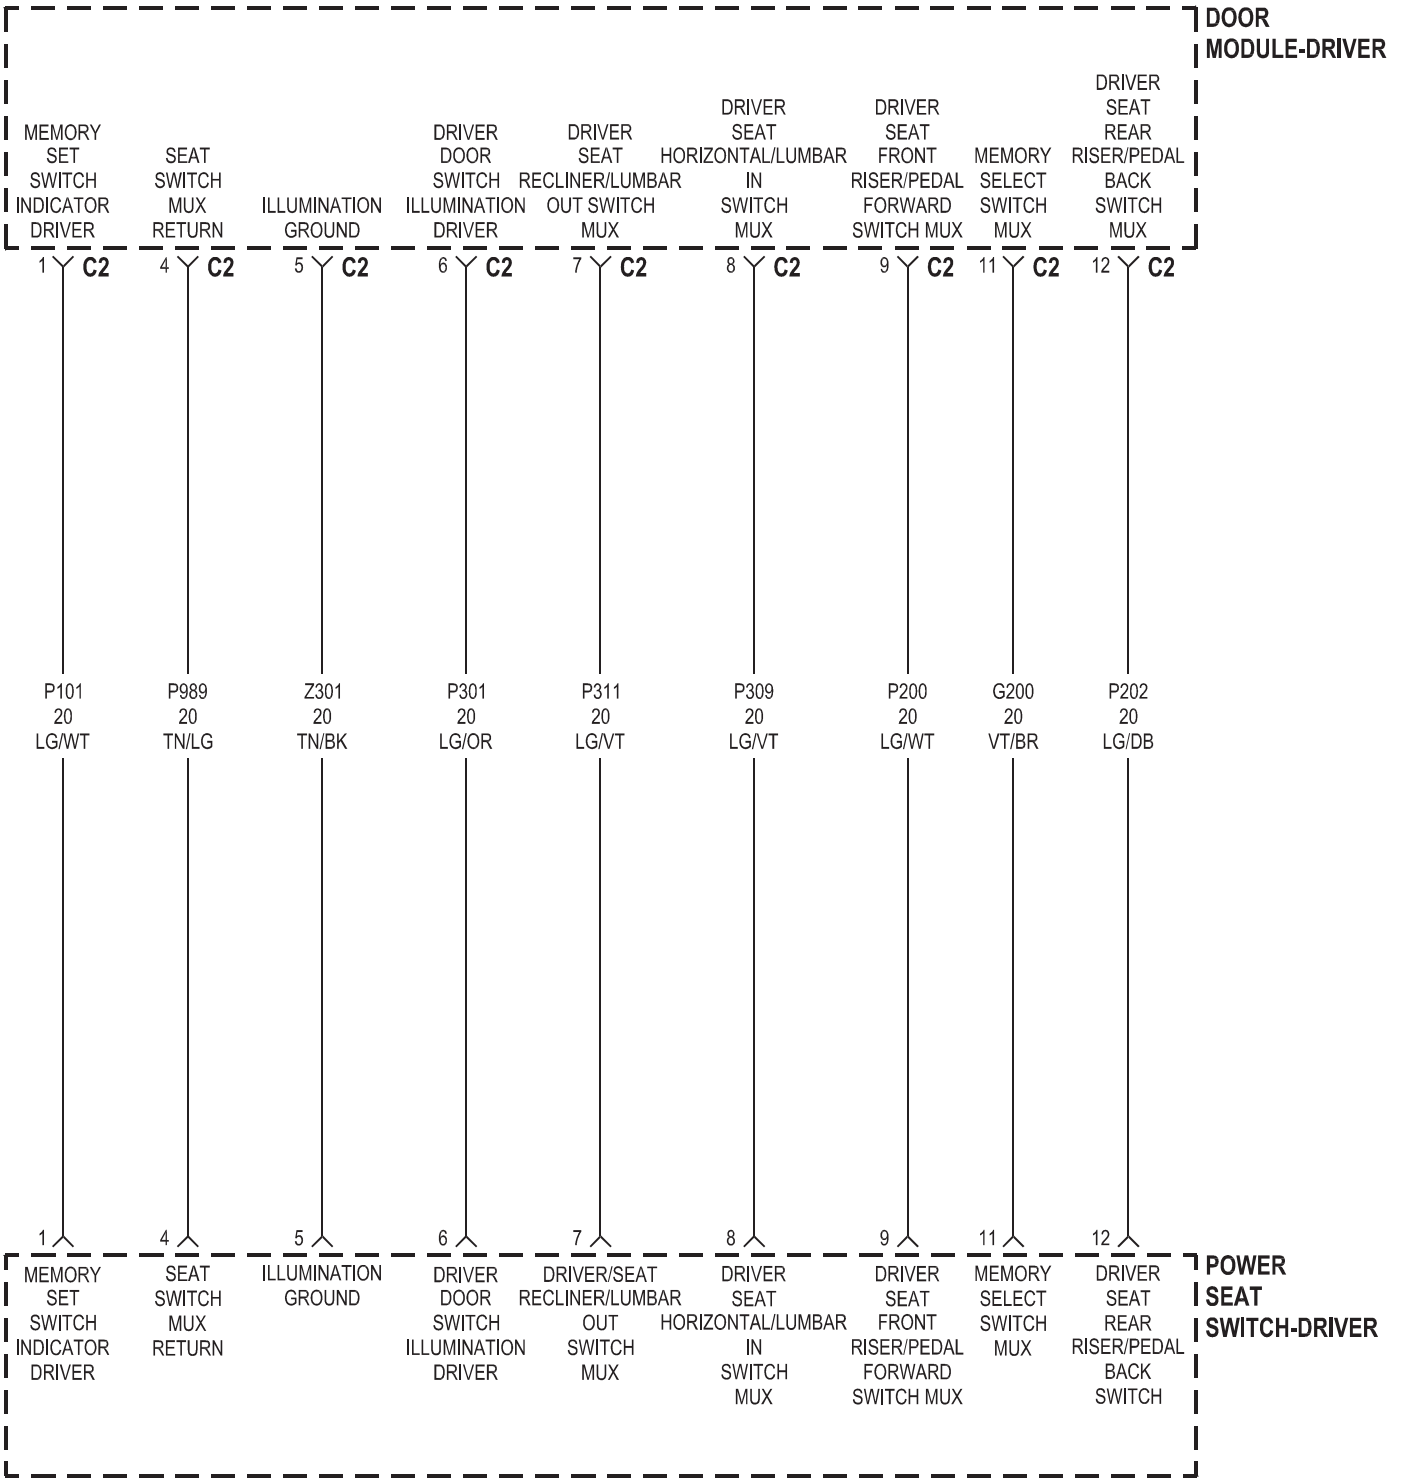 DOOR
MODULE-DRIVER
MEMORY
SET
SWITCH
INDICATOR
DRIVER
SEAT
SWITCH
MUX
RETURN
ILLUMINATION
GROUND
DRIVER
DOOR
SWITCH
ILLUMINATION
DRIVER
DRIVER
SEAT
RECLINER/LUMBAR
OUT SWITCH
MUX
DRIVER
SEAT
HORIZONTAL/LUMBAR
IN
SWITCH
MUX
DRIVER
SEAT
FRONT
RISER/PEDAL
FORWARD
SWITCH MUX
MEMORY
SELECT
SWITCH
MUX
DRIVER
SEAT
REAR
RISER/PEDAL
BACK
SWITCH
MUX
1 C2 4 C2 5 C2 6 C2 7 C2 8 C2 9 C2 11 C2 12 C2
P101
20
LG/WT
P989
20
TN/LG
Z301
20
TN/BK
P301
20
LG/OR
P311
20
LG/VT
P309
20
LG/VT
P200
20
LG/WT
G200
20
VT/BR
P202
20
LG/DB
1 4 5 6 7 8 9 11 12
MEMORY
SET
SWITCH
INDICATOR
DRIVER
SEAT
SWITCH
MUX
RETURN
ILLUMINATION
GROUND
DRIVER
DOOR
SWITCH
ILLUMINATION
DRIVER
DRIVER/SEAT
RECLINER/LUMBAR
OUT
SWITCH
MUX
DRIVER
SEAT
HORIZONTAL/LUMBAR
IN
SWITCH
MUX
DRIVER
SEAT
FRONT
RISER/PEDAL
FORWARD
SWITCH MUX
MEMORY
SELECT
SWITCH
MUX
DRIVER
SEAT
REAR
RISER/PEDAL
BACK
SWITCH
POWER
SEAT
SWITCH-DRIVER